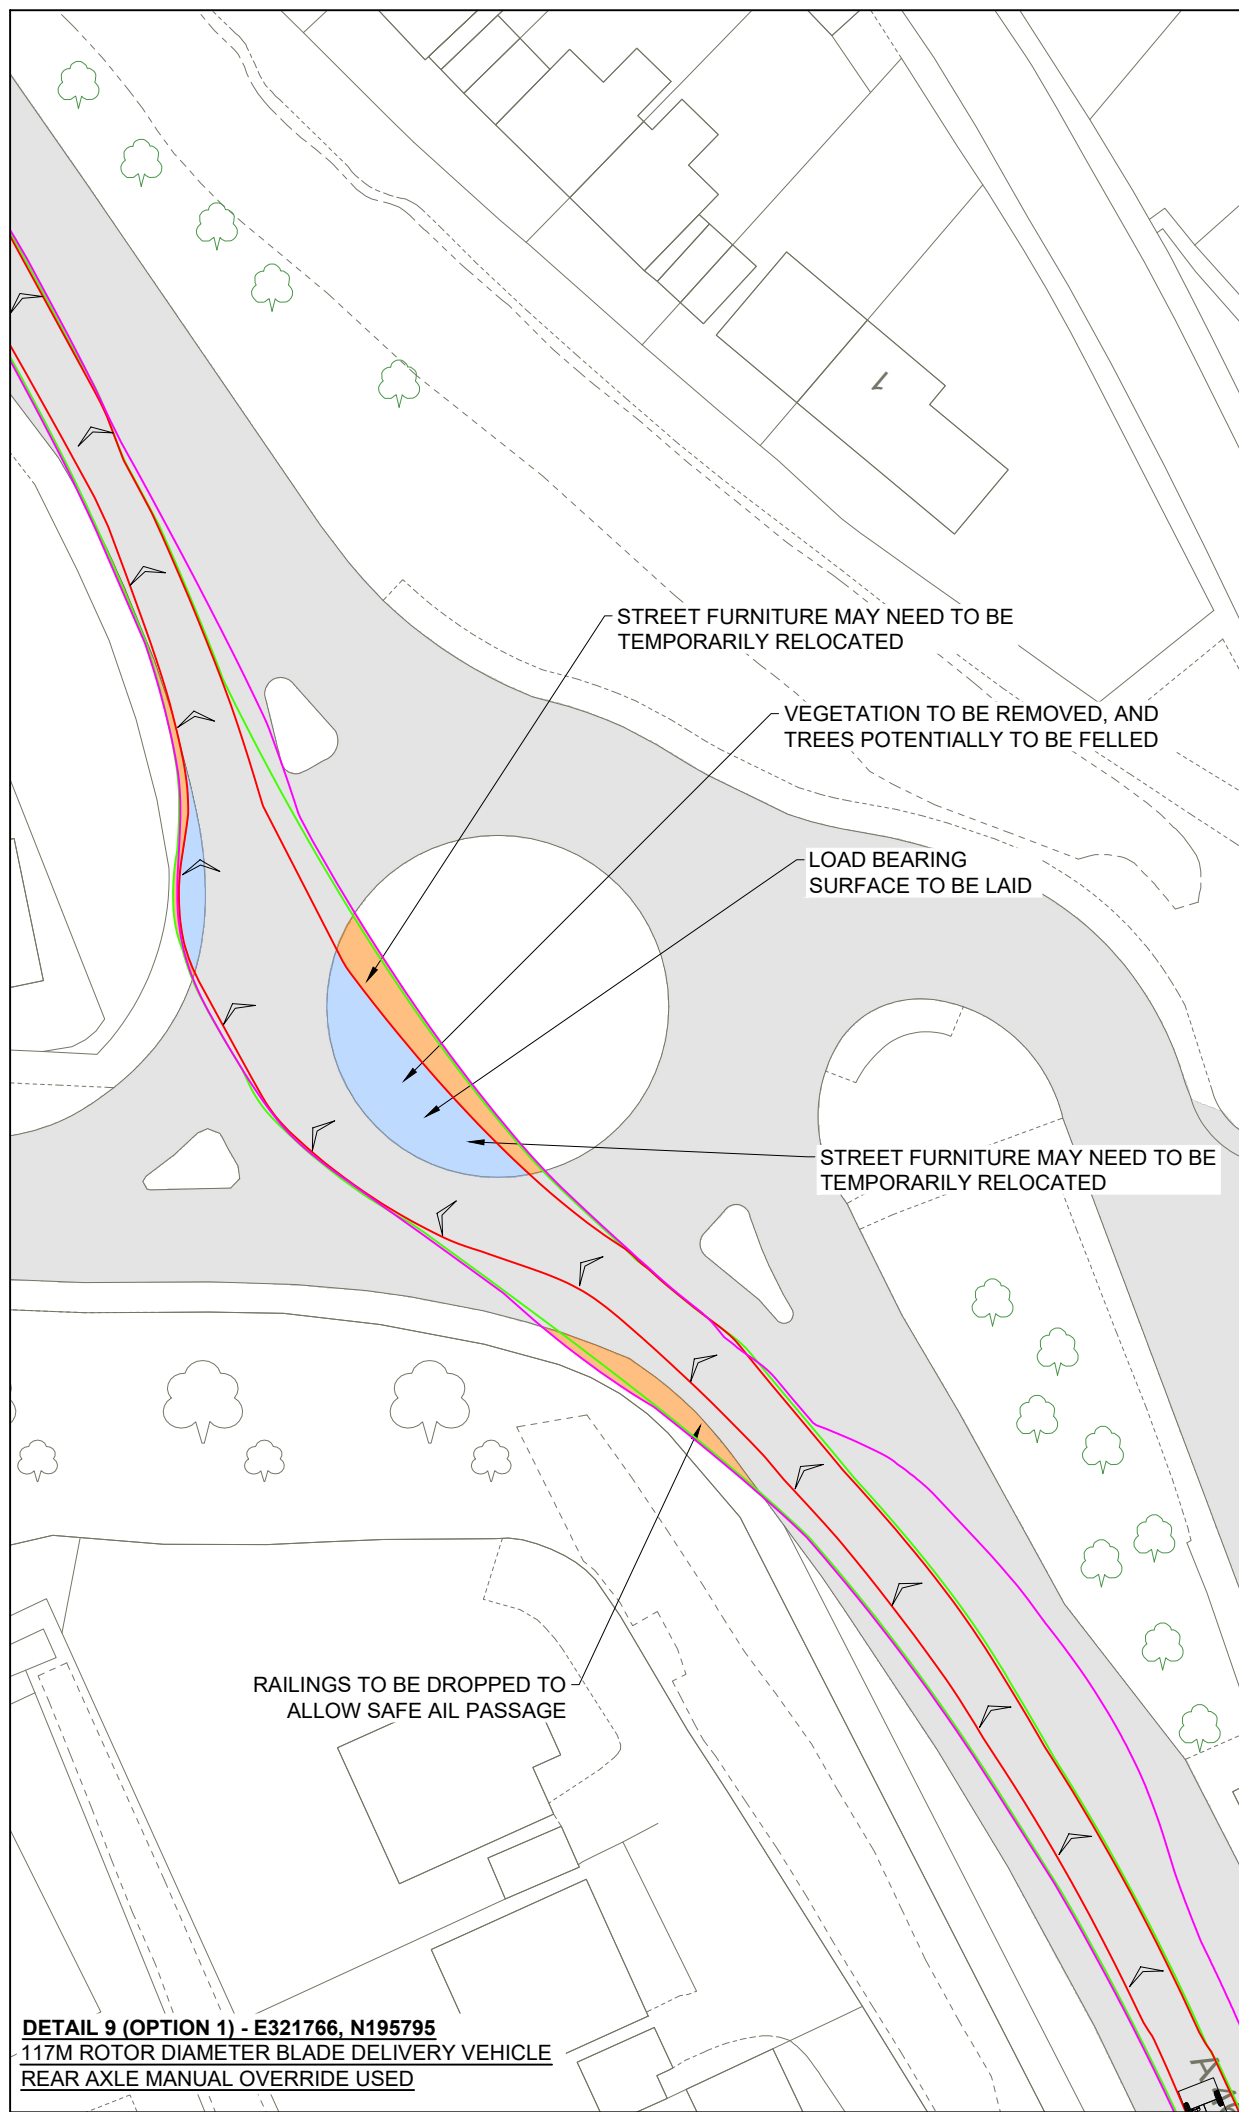 1
STREET FURNITURE MAY NEED TO BE
TEMPORARILY RELOCATED
VEGETATION TO BE REMOVED, AND
TREES POTENTIALLY TO BE FELLED
LOAD BEARING
SURFACE TO BE LAID
STREET FURNITURE MAY NEED TO BE
TEMPORARILY RELOCATED
RAILINGS TO BE DROPPED TO
ALLOW SAFE AIL PASSAGE
DETAIL 9 (OPTION 1) - E321766, N195795
117M ROTOR DIAMETER BLADE DELIVERY VEHICLE
REAR AXLE MANUAL OVERRIDE USED
A